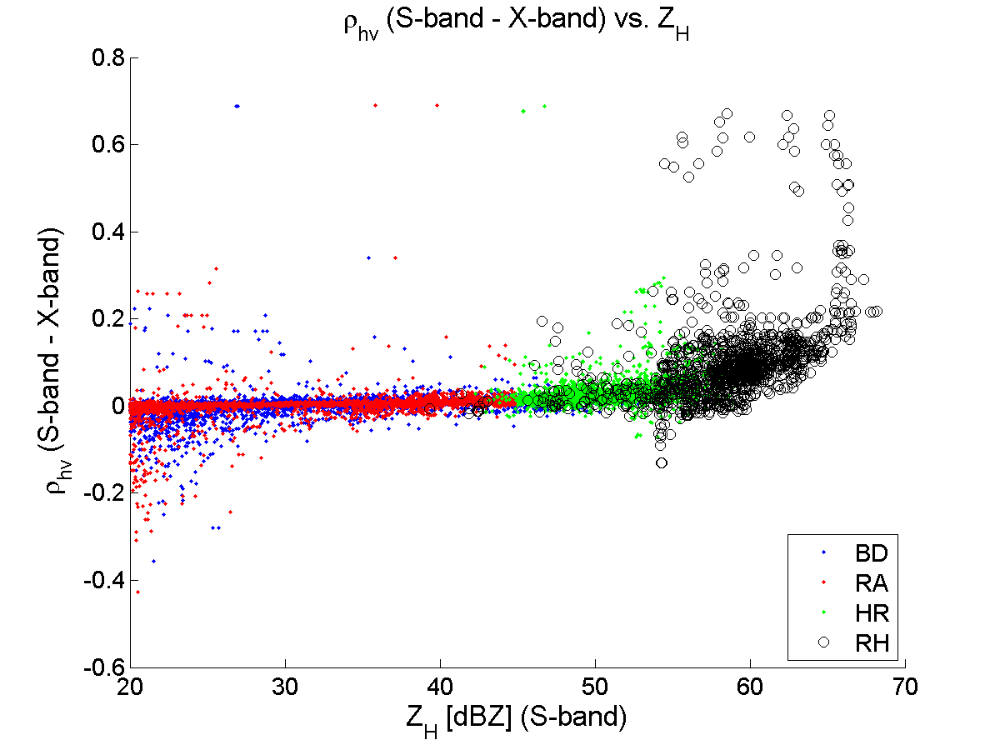 ρhv (S-band - X-band) vs. ZH
0.8
0.6
0.4
0.2
0
-0.2
-0.4
-0.6
ρhv (S-band - X-band)
20 30 40 50 60 70
ZH [dBZ] (S-band)
BD
RA
HR
RH